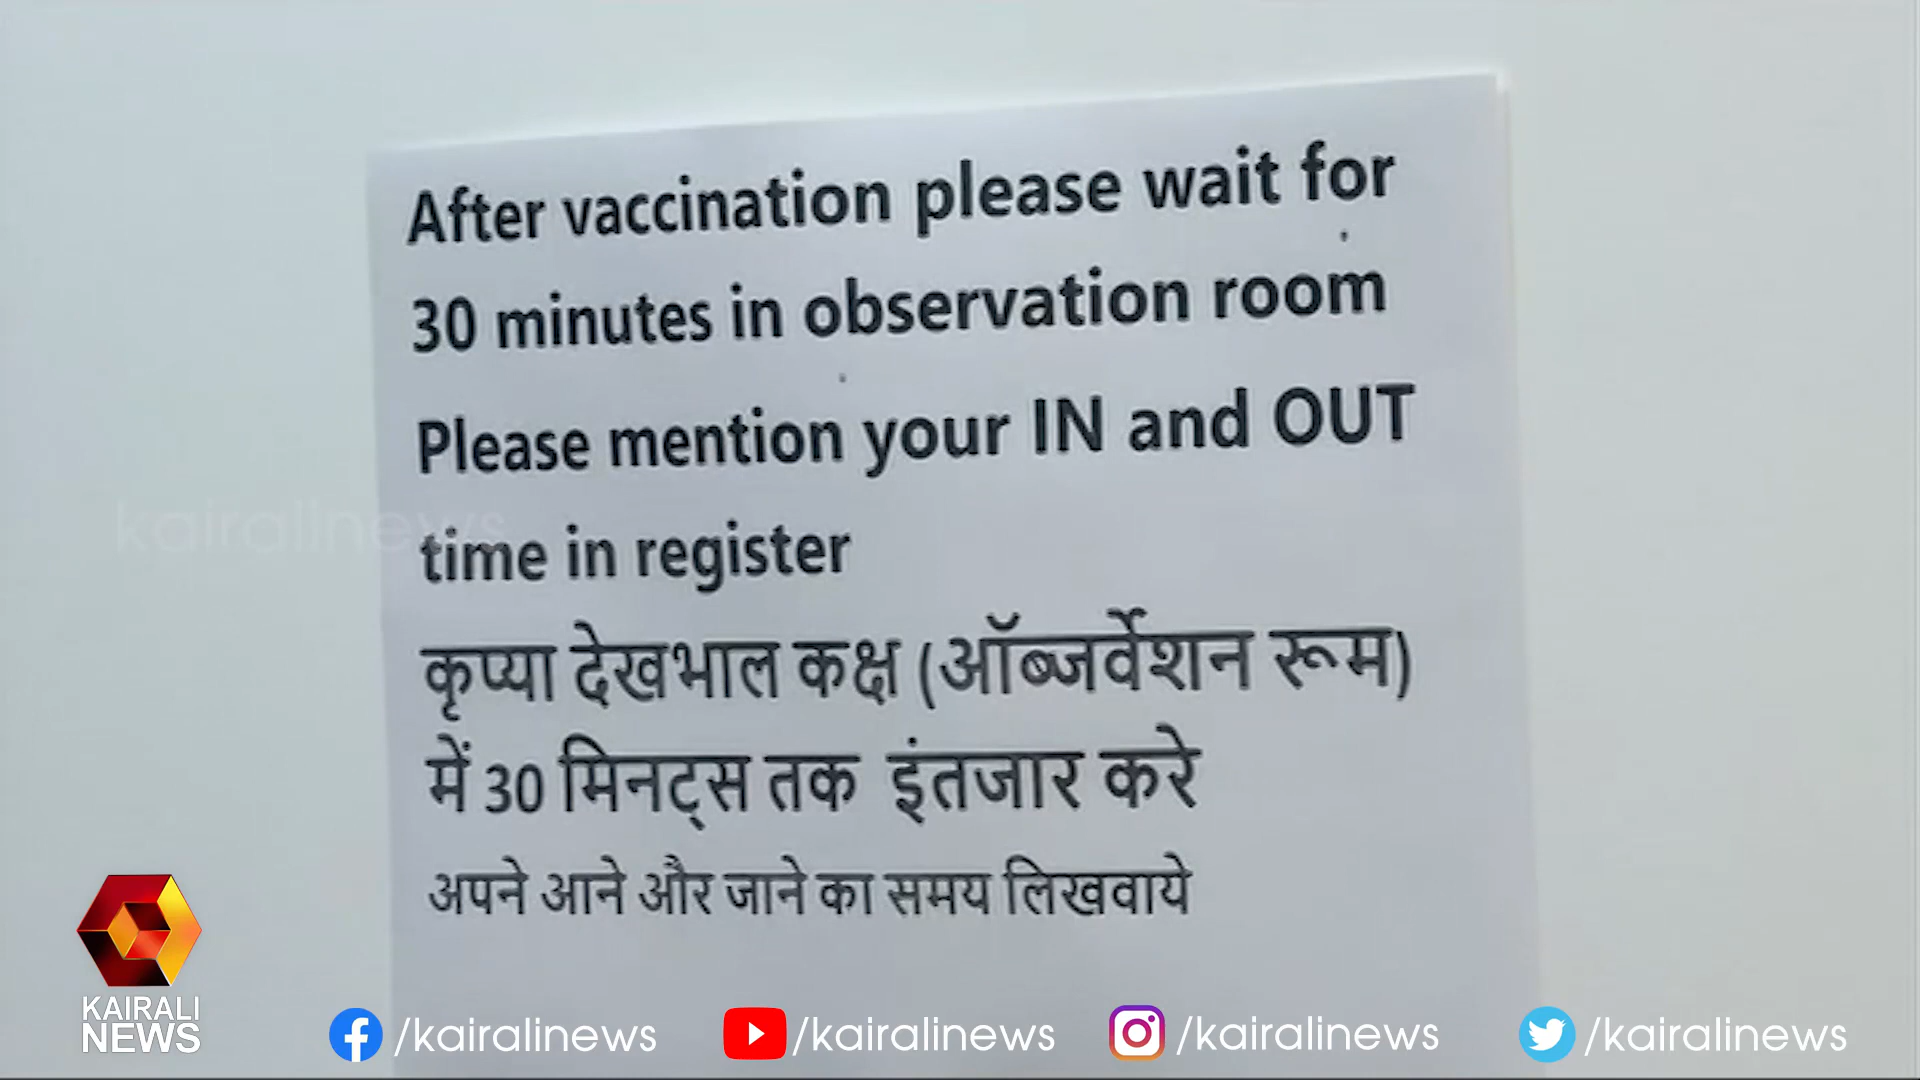 After vaccination please wait for
30 minutes in observation room
Please mention your IN and OUT
time in register
kairalinews
कृप्या देखभाल कक्ष (ऑब्जर्वेशन रूम)
में 30 मिनट्स तक इंतजार करे
अपने आने और जाने का समय लिखवाये
KAIRALI
NEWS
/kairalinews /kairalinews /kairalinews /kairalinews